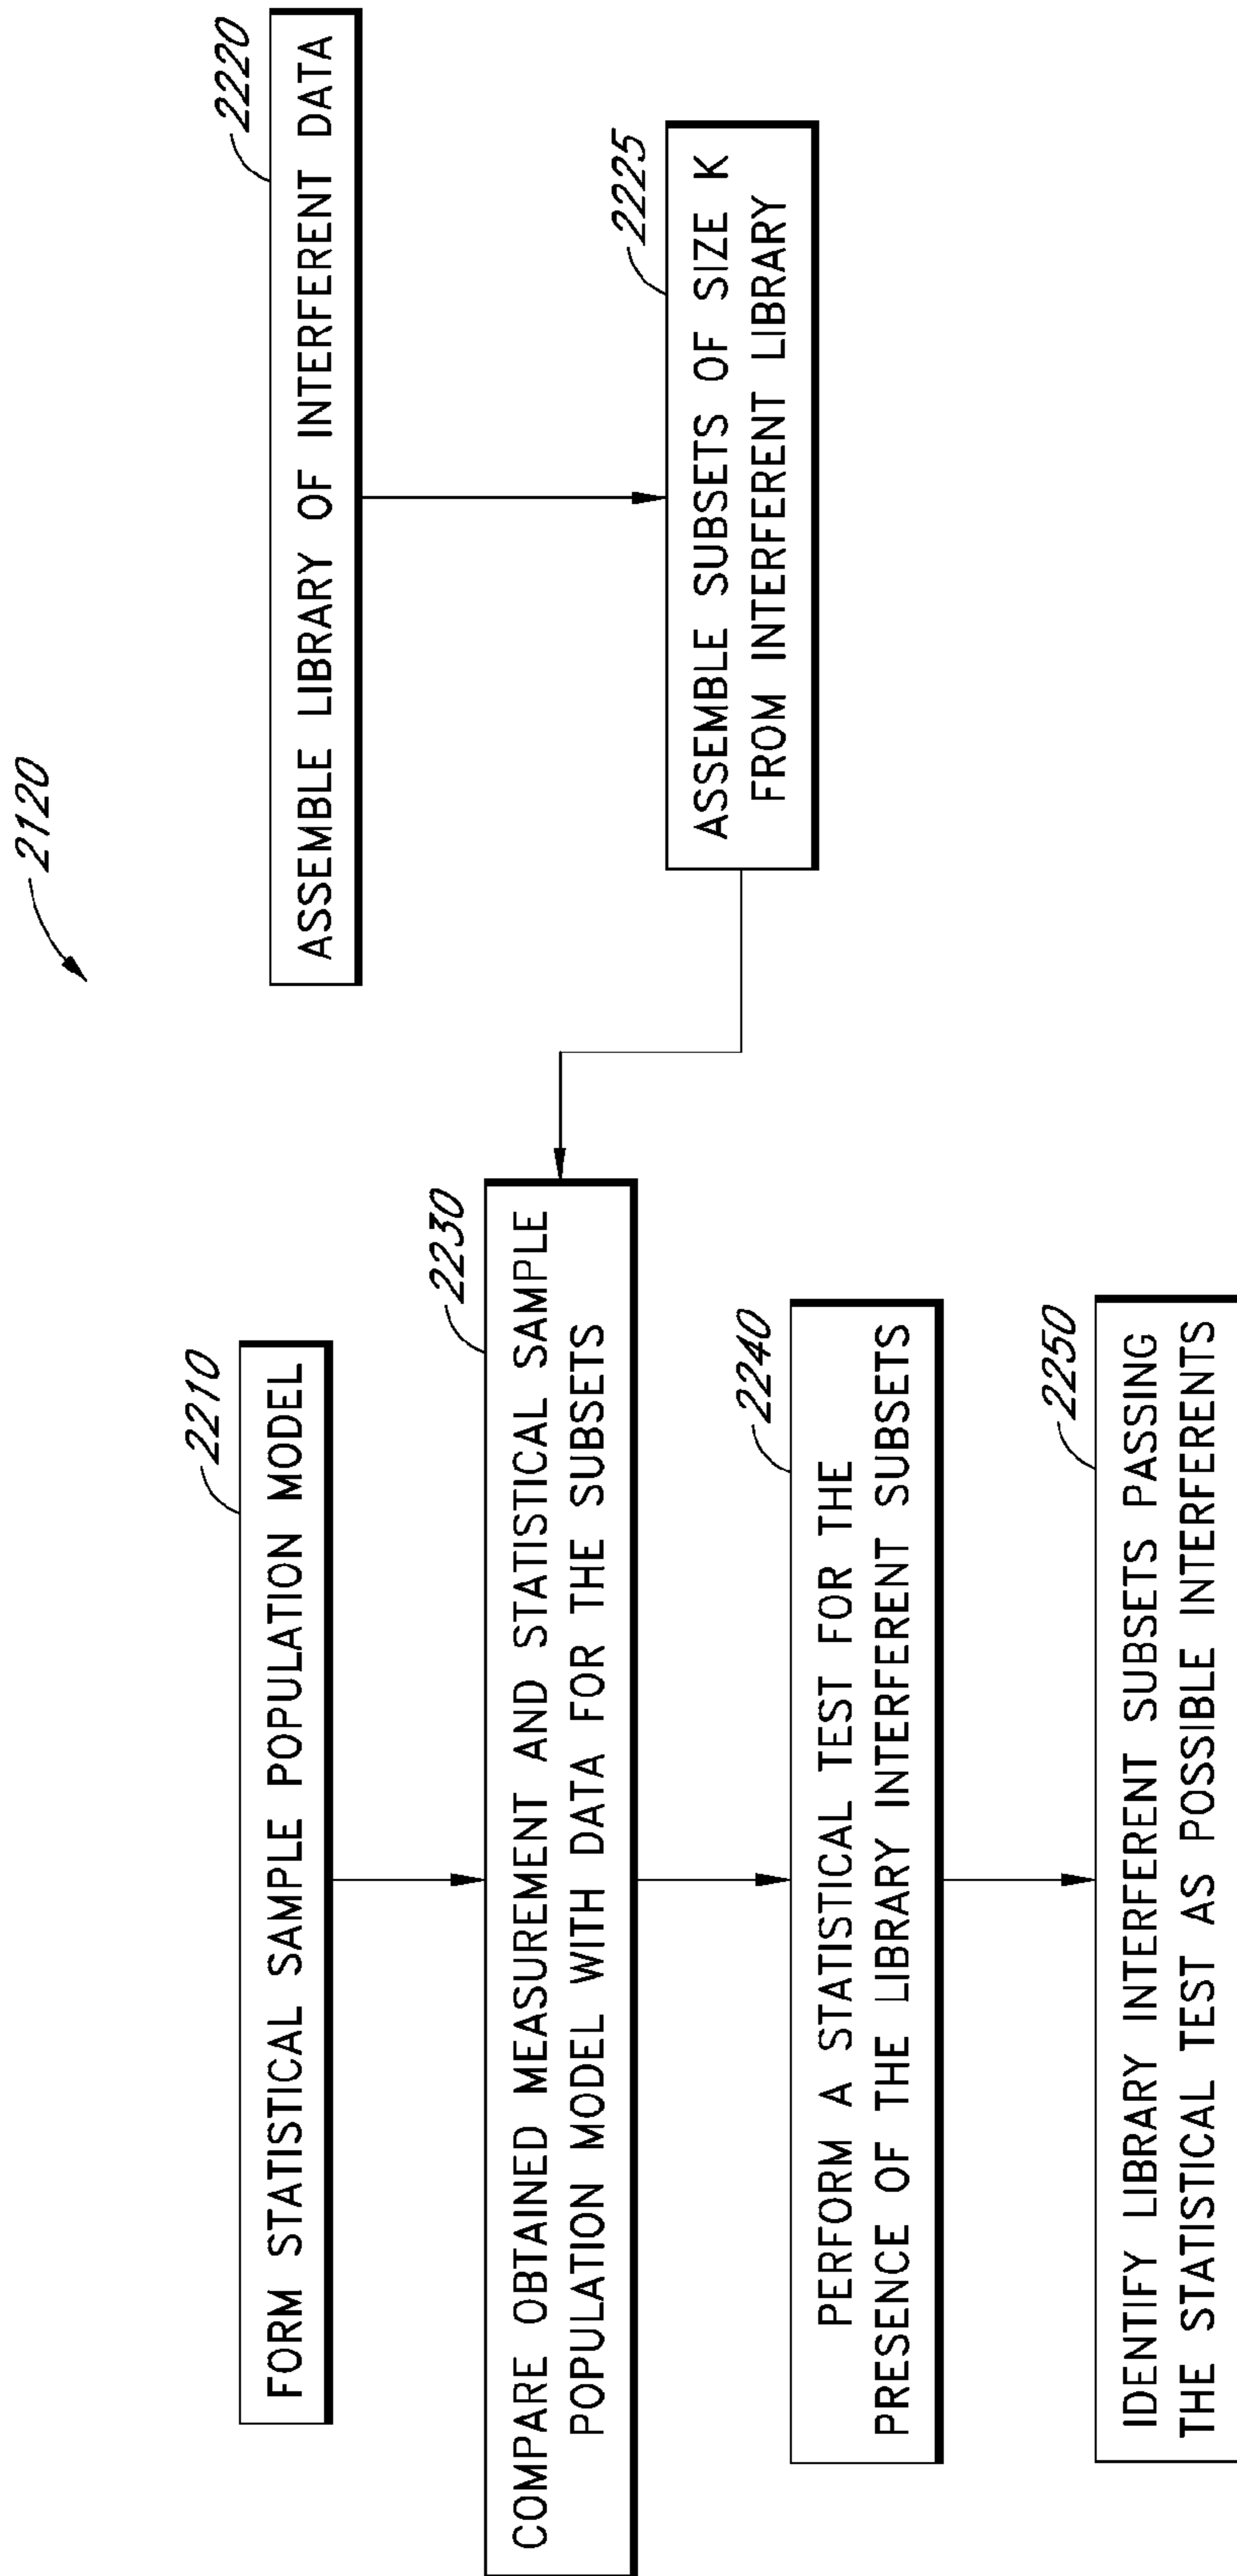 2120
2210
FORM STATISTICAL SAMPLE POPULATION MODEL
2220
ASSEMBLE LIBRARY OF INTERFERENT DATA
2225
ASSEMBLE SUBSETS OF SIZE K
FROM INTERFERENT LIBRARY
2230
COMPARE OBTAINED MEASUREMENT AND STATISTICAL SAMPLE
POPULATION MODEL WITH DATA FOR THE SUBSETS
2240
PERFORM A STATISTICAL TEST FOR THE
PRESENCE OF THE LIBRARY INTERFERENT SUBSETS
2250
IDENTIFY LIBRARY INTERFERENT SUBSETS PASSING
THE STATISTICAL TEST AS POSSIBLE INTERFERENTS